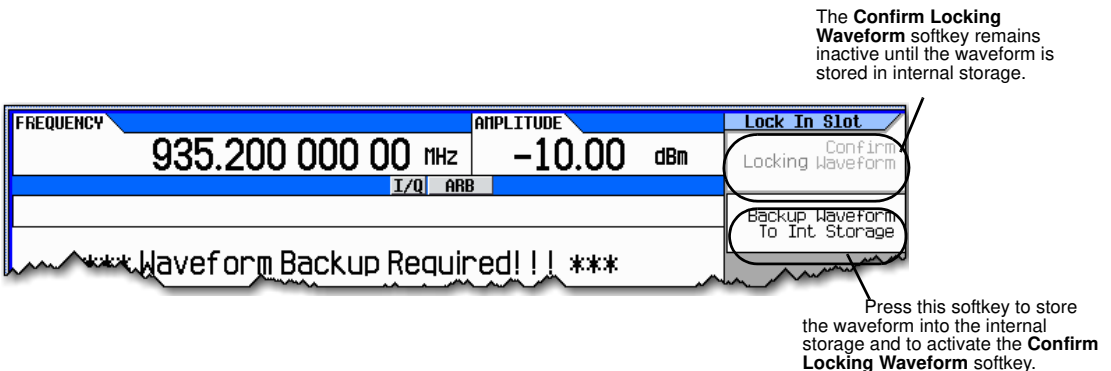 The Confirm Locking
Waveform softkey remains
inactive until the waveform is
stored in internal storage.
FREQUENCY
AMPLITUDE
Lock In Slot
935.200 000 00 MHz
-10.00 dBm
Confirm
Locking Waveform
I/Q ARB
Backup Waveform
To Int Storage
*** Waveform Backup Required!!! ***
Press this softkey to store
the waveform into the internal
storage and to activate the Confirm
Locking Waveform softkey.